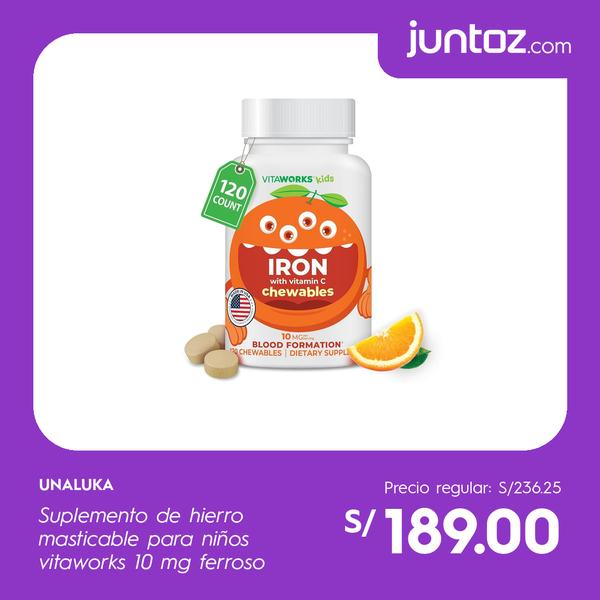 juntoz.com
VITAWORKS kids
120
COUNT
IRON
with vitamin C
chewables
10 MG
BLOOD FORMATION
120 CHEWABLES | DIETARY SUPPL
UNALUKA
Precio regular: S/236.25
Suplemento de hierro
masticable para niños
vitaworks 10 mg ferroso
S/ 189.00